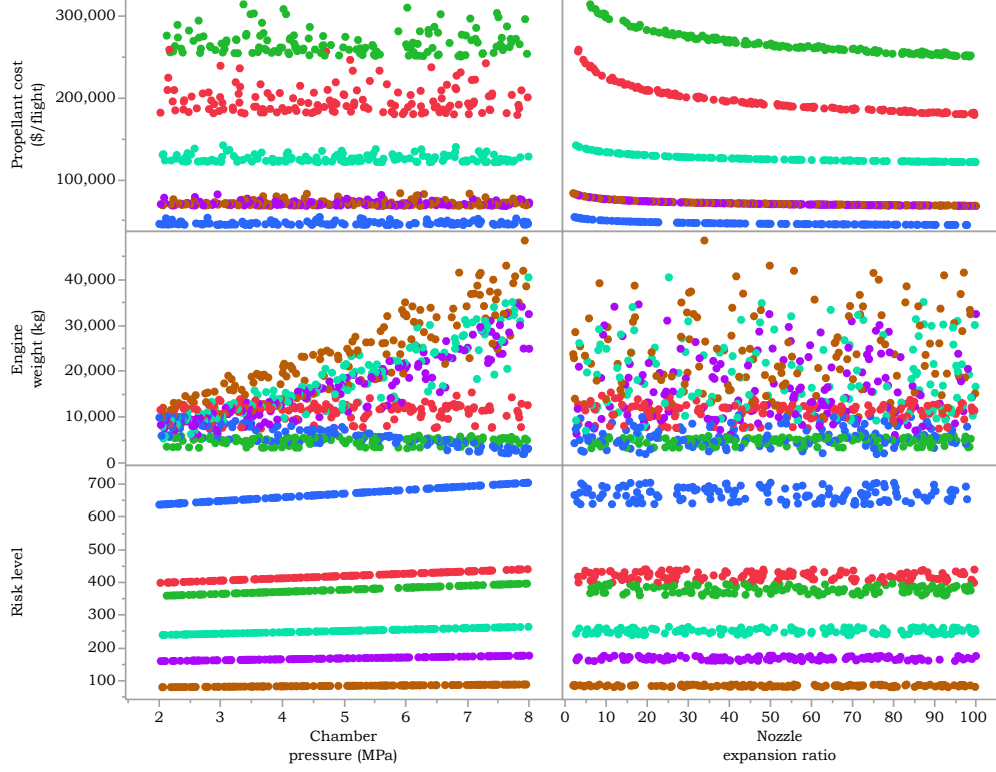 300,000
200,000
100,000
Propellant cost
($/flight)
40,000
30,000
20,000
10,000
0
Engine
weight (kg)
700
600
500
400
300
200
100
Risk level
2 3 4 5 6 7 8
Chamber
pressure (MPa)
0 10 20 30 40 50 60 70 80 90 100
Nozzle
expansion ratio